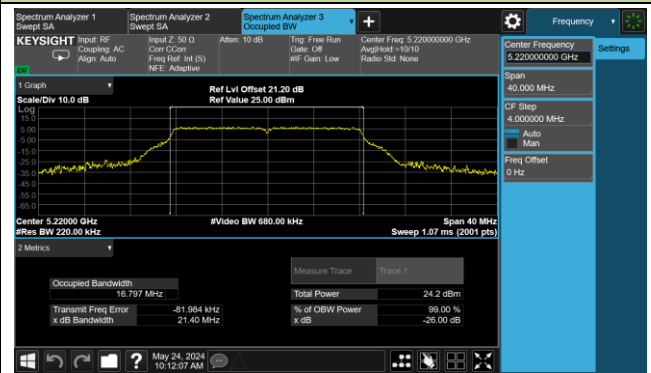 Spectrum Analyzer 1
Swept SA
Spectrum Analyzer 2
Swept SA
Spectrum Analyzer 3
Occupied BW
Frequency
KEYSIGHT
Input: RF
Coupling: AC
Align: Auto
Input Z: 50 Ω
Corr CCorr
Freq Ref: Int (S)
NFE: Adaptive
Atten: 10 dB
Trig: Free Run
Gate: Off
#IF Gain: Low
Center Freq: 5.220000000 GHz
Avg|Hold:>10/10
Radio Std: None
Center Frequency
5.220000000 GHz
Settings
Span
40.000 MHz
CF Step
4.000000 MHz
Auto
Man
Freq Offset
0 Hz
1 Graph
Scale/Div 10.0 dB
Ref Lvl Offset 21.20 dB
Ref Value 25.00 dBm
Log
15.0
5.00
-5.00
-15.0
-25.0
-35.0
-45.0
-55.0
-65.0
Center 5.22000 GHz
#Video BW 680.00 kHz
Span 40 MHz
#Res BW 220.00 kHz
Sweep 1.07 ms (2001 pts)
2 Metrics
Measure Trace
Trace 1
Occupied Bandwidth
16.797 MHz
Total Power
24.2 dBm
Transmit Freq Error
-81.984 kHz
% of OBW Power
99.00 %
x dB Bandwidth
21.40 MHz
x dB
-26.00 dB
May 24, 2024
10:12:07 AM